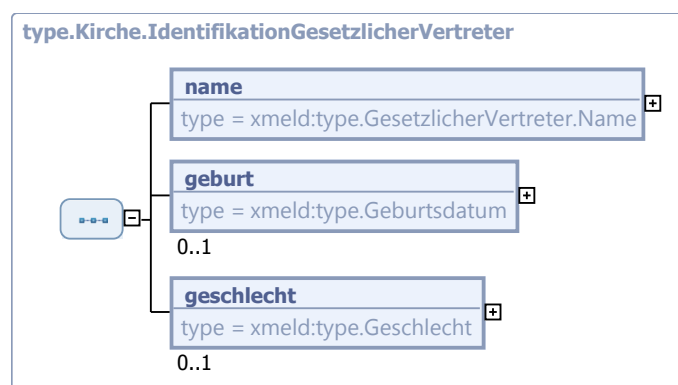 type.Kirche.IdentifikationGesetzlicherVertreter
name
type = xmeld:type.GesetzlicherVertreter.Name
geburt
type = xmeld:type.Geburtsdatum
0..1
geschlecht
type = xmeld:type.Geschlecht
0..1